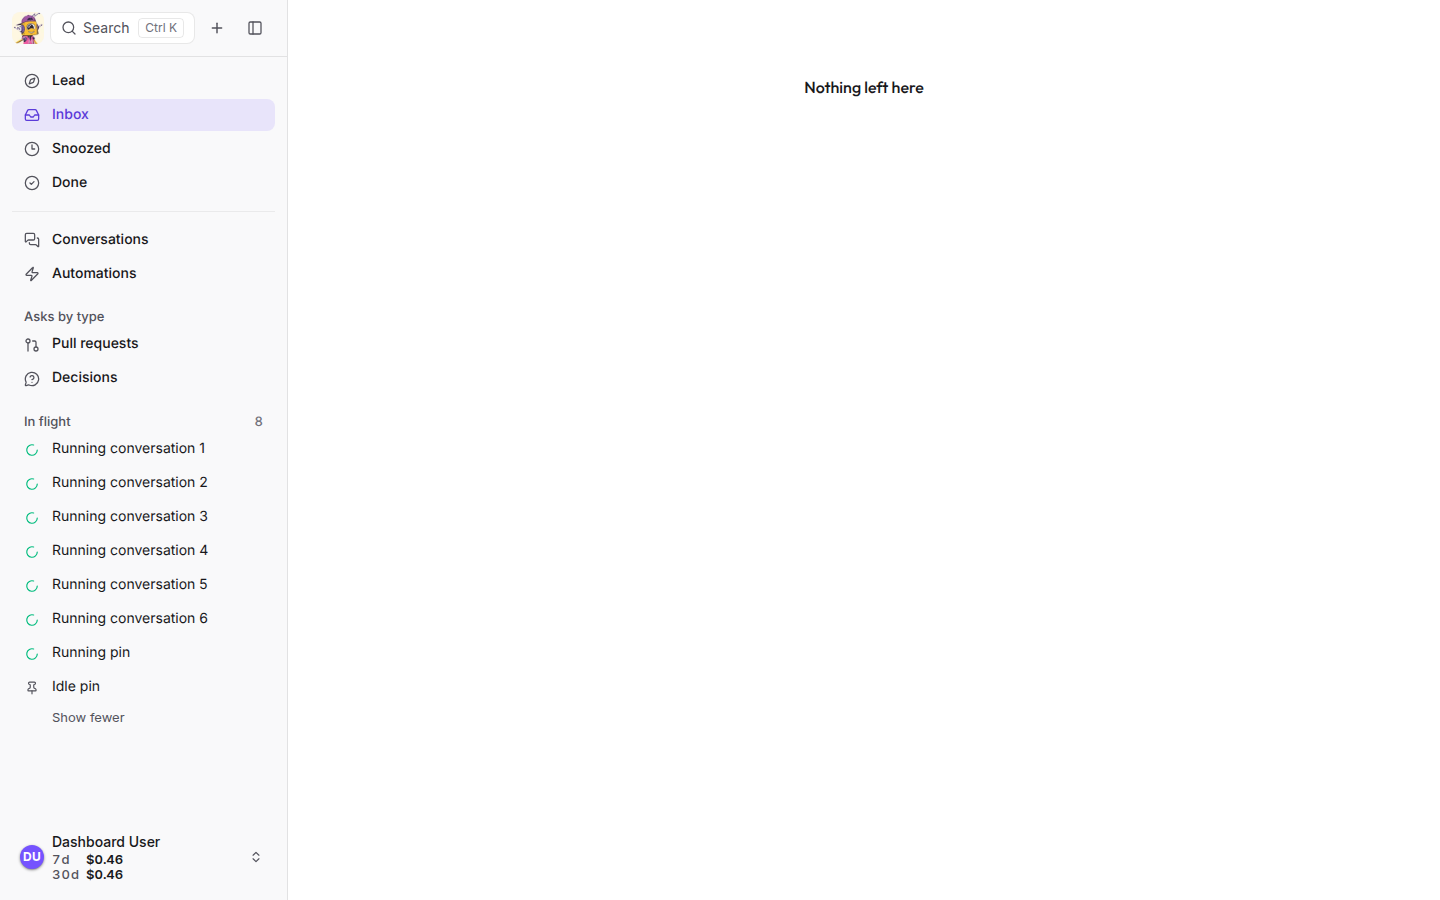 Search Ctrl K
Lead
Inbox
Snoozed
Done
Conversations
Automations
Asks by type
Pull requests
Decisions
In flight 8
Running conversation 1
Running conversation 2
Running conversation 3
Running conversation 4
Running conversation 5
Running conversation 6
Running pin
Idle pin
Show fewer
DU Dashboard User
7d $0.46
30d $0.46
Nothing left here